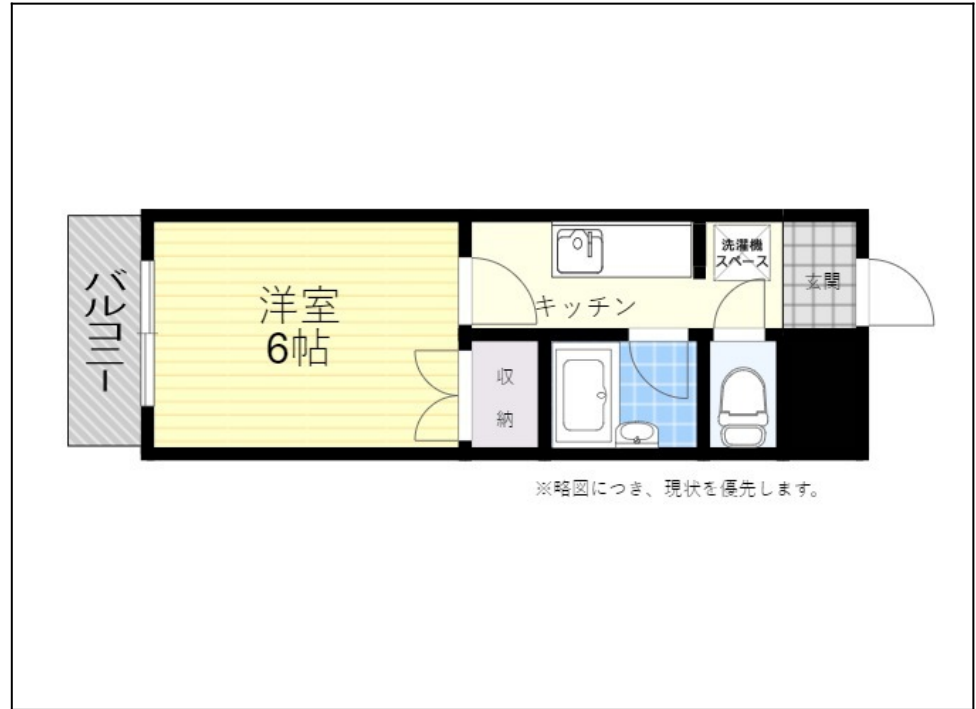 バルコニー
洋室
6帖
キッチン
洗濯機
スペース
玄関
収
納
※略図につき、現状を優先します。